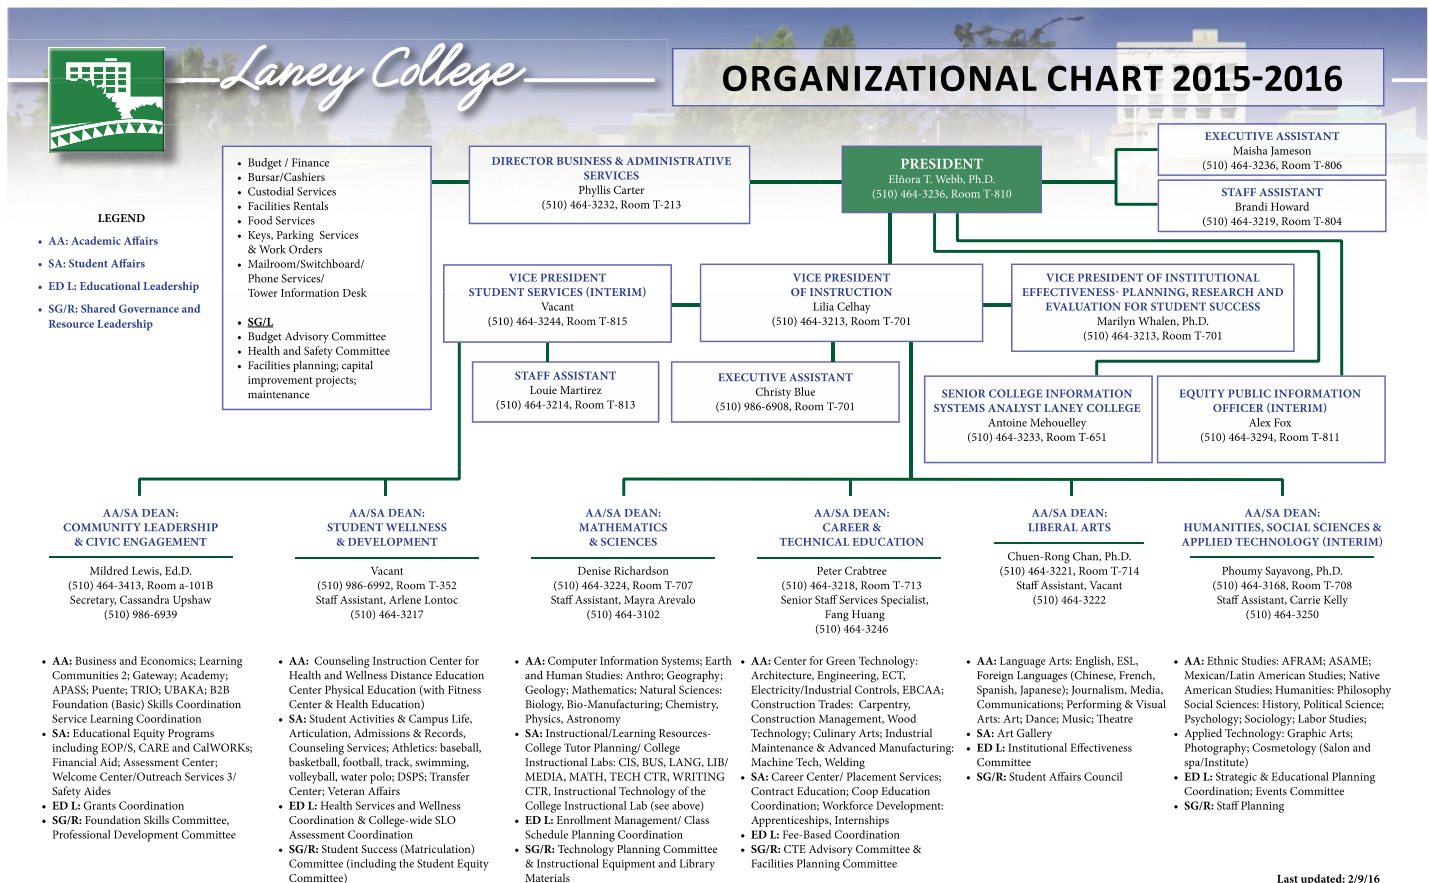 Laney College
ORGANIZATIONAL CHART 2015-2016
LEGEND
• AA: Academic Affairs
• SA: Student Affairs
• ED L: Educational Leadership
• SG/R: Shared Governance and
Resource Leadership
• Budget / Finance
• Bursar/Cashiers
• Custodial Services
• Facilities Rentals
• Food Services
• Keys, Parking Services
& Work Orders
• Mailroom/Switchboard/
Phone Services/
Tower Information Desk
• SG/L
• Budget Advisory Committee
• Health and Safety Committee
• Facilities planning; capital
improvement projects;
maintenance
DIRECTOR BUSINESS & ADMINISTRATIVE
SERVICES
Phyllis Carter
(510) 464-3232, Room T-213
PRESIDENT
Elñora T. Webb, Ph.D.
(510) 464-3236, Room T-810
EXECUTIVE ASSISTANT
Maisha Jameson
(510) 464-3236, Room T-806
STAFF ASSISTANT
Brandi Howard
(510) 464-3219, Room T-804
VICE PRESIDENT
STUDENT SERVICES (INTERIM)
Vacant
(510) 464-3244, Room T-815
VICE PRESIDENT
OF INSTRUCTION
Lilia Celhay
(510) 464-3213, Room T-701
VICE PRESIDENT OF INSTITUTIONAL
EFFECTIVENESS- PLANNING, RESEARCH AND
EVALUATION FOR STUDENT SUCCESS
Marilyn Whalen, Ph.D.
(510) 464-3213, Room T-701
STAFF ASSISTANT
Louie Martirez
(510) 464-3214, Room T-813
EXECUTIVE ASSISTANT
Christy Blue
(510) 986-6908, Room T-701
SENIOR COLLEGE INFORMATION
SYSTEMS ANALYST LANEY COLLEGE
Antoine Mehouelley
(510) 464-3233, Room T-651
EQUITY PUBLIC INFORMATION
OFFICER (INTERIM)
Alex Fox
(510) 464-3294, Room T-811
AA/SA DEAN:
COMMUNITY LEADERSHIP
& CIVIC ENGAGEMENT
Mildred Lewis, Ed.D.
(510) 464-3413, Room a-101B
Secretary, Cassandra Upshaw
(510) 986-6939
• AA: Business and Economics; Learning
Communities 2; Gateway; Academy;
APASS; Puente; TRIO; UBAKA; B2B
Foundation (Basic) Skills Coordination
Service Learning Coordination
• SA: Educational Equity Programs
including EOP/S, CARE and CalWORKs;
Financial Aid; Assessment Center;
Welcome Center/Outreach Services 3/
Safety Aides
• ED L: Grants Coordination
• SG/R: Foundation Skills Committee,
Professional Development Committee
AA/SA DEAN:
STUDENT WELLNESS
& DEVELOPMENT
Vacant
(510) 986-6992, Room T-352
Staff Assistant, Arlene Lontoc
(510) 464-3217
• AA: Counseling Instruction Center for
Health and Wellness Distance Education
Center Physical Education (with Fitness
Center & Health Education)
• SA: Student Activities & Campus Life,
Articulation, Admissions & Records,
Counseling Services; Athletics: baseball,
basketball, football, track, swimming,
volleyball, water polo; DSPS; Transfer
Center; Veteran Affairs
• ED L: Health Services and Wellness
Coordination & College-wide SLO
Assessment Coordination
• SG/R: Student Success (Matriculation)
Committee (including the Student Equity
Committee)
AA/SA DEAN:
MATHEMATICS
& SCIENCES
Denise Richardson
(510) 464-3224, Room T-707
Staff Assistant, Mayra Arevalo
(510) 464-3102
• AA: Computer Information Systems; Earth
and Human Studies: Anthro; Geography;
Geology; Mathematics; Natural Sciences:
Biology, Bio-Manufacturing; Chemistry,
Physics, Astronomy
• SA: Instructional/Learning Resources-
College Tutor Planning/ College
Instructional Labs: CIS, BUS, LANG, LIB/
MEDIA, MATH, TECH CTR, WRITING
CTR, Instructional Technology of the
College Instructional Lab (see above)
• ED L: Enrollment Management/ Class
Schedule Planning Coordination
• SG/R: Technology Planning Committee
& Instructional Equipment and Library
Materials
AA/SA DEAN:
CAREER &
TECHNICAL EDUCATION
Peter Crabtree
(510) 464-3218, Room T-713
Senior Staff Services Specialist,
Fang Huang
(510) 464-3246
• AA: Center for Green Technology:
Architecture, Engineering, ECT,
Electricity/Industrial Controls, EBCAA;
Construction Trades: Carpentry,
Construction Management, Wood
Technology; Culinary Arts; Industrial
Maintenance & Advanced Manufacturing:
Machine Tech, Welding
• SA: Career Center/ Placement Services;
Contract Education; Coop Education
Coordination; Workforce Development:
Apprenticeships, Internships
• ED L: Fee-Based Coordination
• SG/R: CTE Advisory Committee &
Facilities Planning Committee
AA/SA DEAN:
LIBERAL ARTS
Chuen-Rong Chan, Ph.D.
(510) 464-3221, Room T-714
Staff Assistant, Vacant
(510) 464-3222
• AA: Language Arts: English, ESL,
Foreign Languages (Chinese, French,
Spanish, Japanese); Journalism, Media,
Communications; Performing & Visual
Arts: Art; Dance; Music; Theatre
• SA: Art Gallery
• ED L: Institutional Effectiveness
Committee
• SG/R: Student Affairs Council
AA/SA DEAN:
HUMANITIES, SOCIAL SCIENCES &
APPLIED TECHNOLOGY (INTERIM)
Phoumy Sayavong, Ph.D.
(510) 464-3168, Room T-708
Staff Assistant, Carrie Kelly
(510) 464-3250
• AA: Ethnic Studies: AFRAM; ASAME;
Mexican/Latin American Studies; Native
American Studies; Humanities: Philosophy
Social Sciences: History, Political Science;
Psychology; Sociology; Labor Studies;
• Applied Technology: Graphic Arts;
Photography; Cosmetology (Salon and
spa/Institute)
• ED L: Strategic & Educational Planning
Coordination; Events Committee
• SG/R: Staff Planning
Last updated: 2/9/16